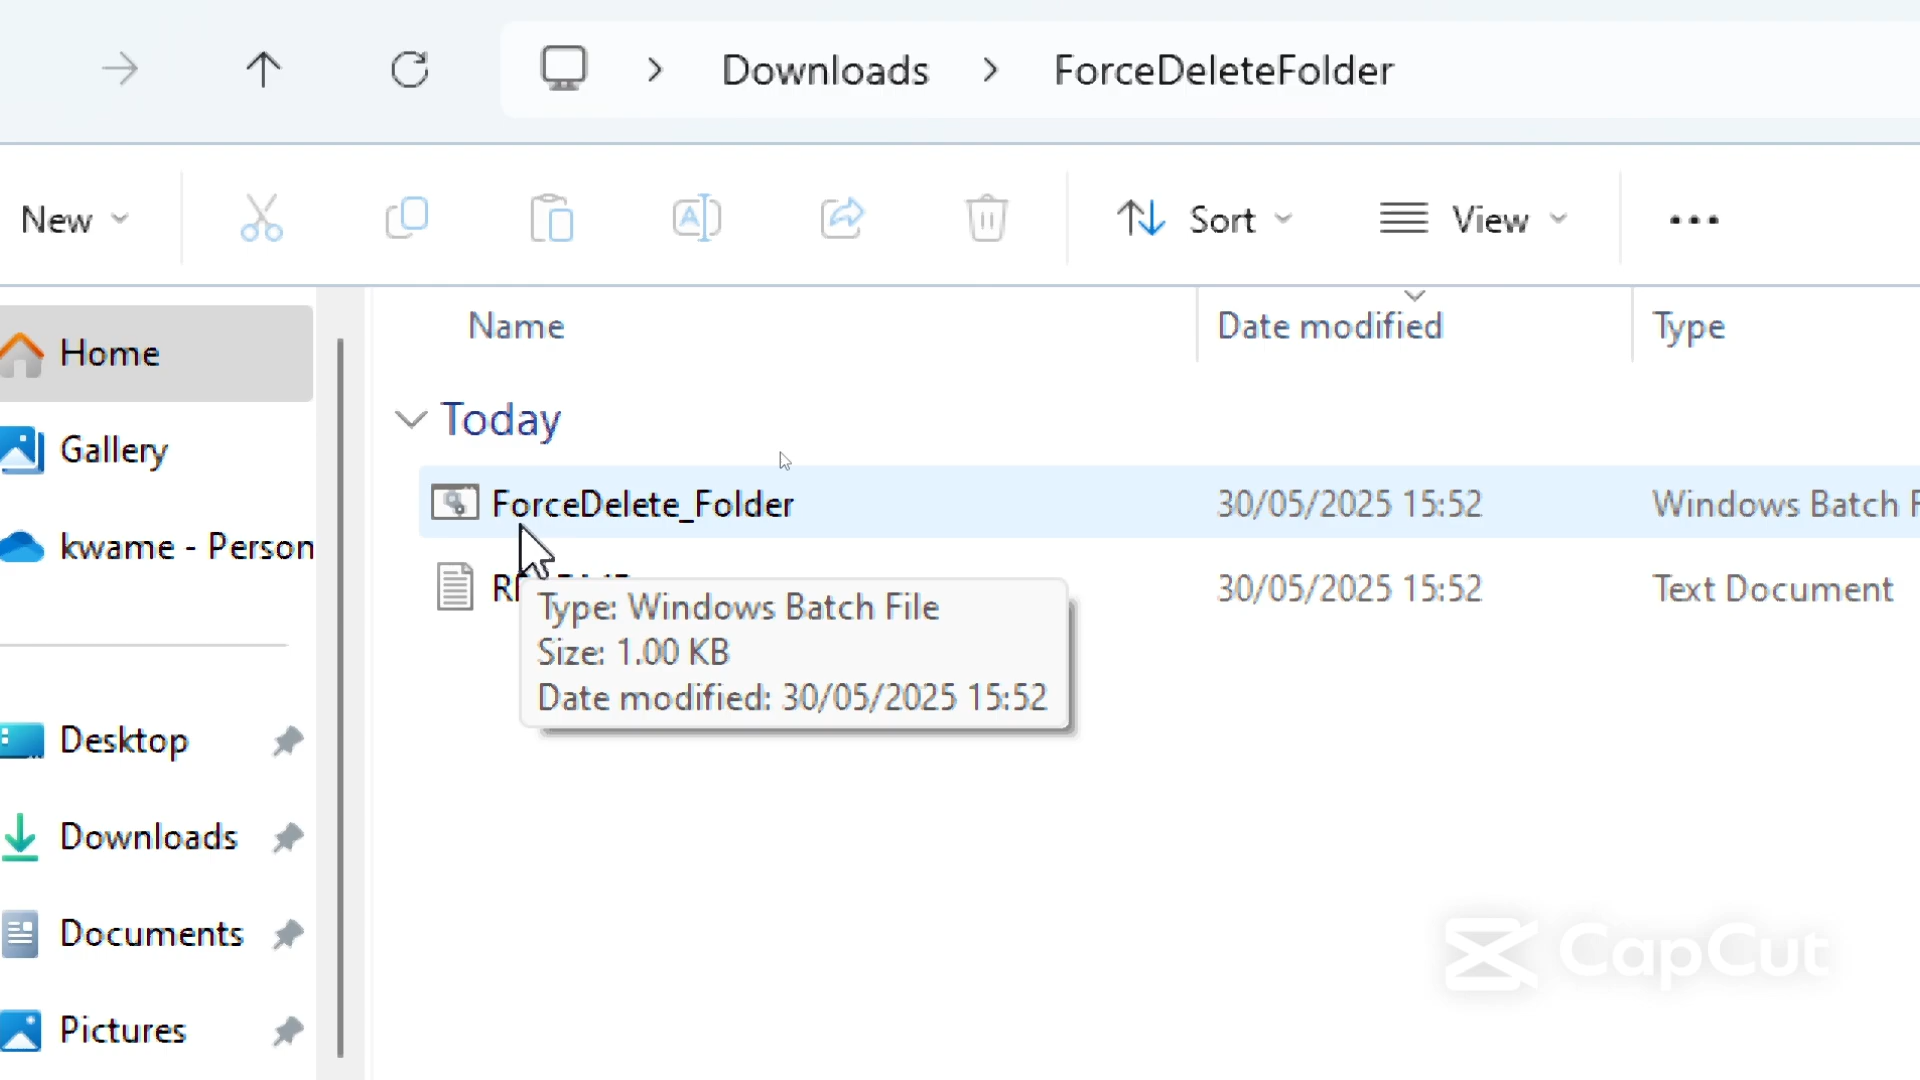 Downloads
ForceDeleteFolder
New
Sort
View
Name
Date modified
Type
Home
Gallery
kwame - Person
Today
ForceDelete_Folder
30/05/2025 15:52
Windows Batch F
30/05/2025 15:52
Text Document
Type: Windows Batch File
Size: 1.00 KB
Date modified: 30/05/2025 15:52
Desktop
Downloads
Documents
Pictures
CapCut